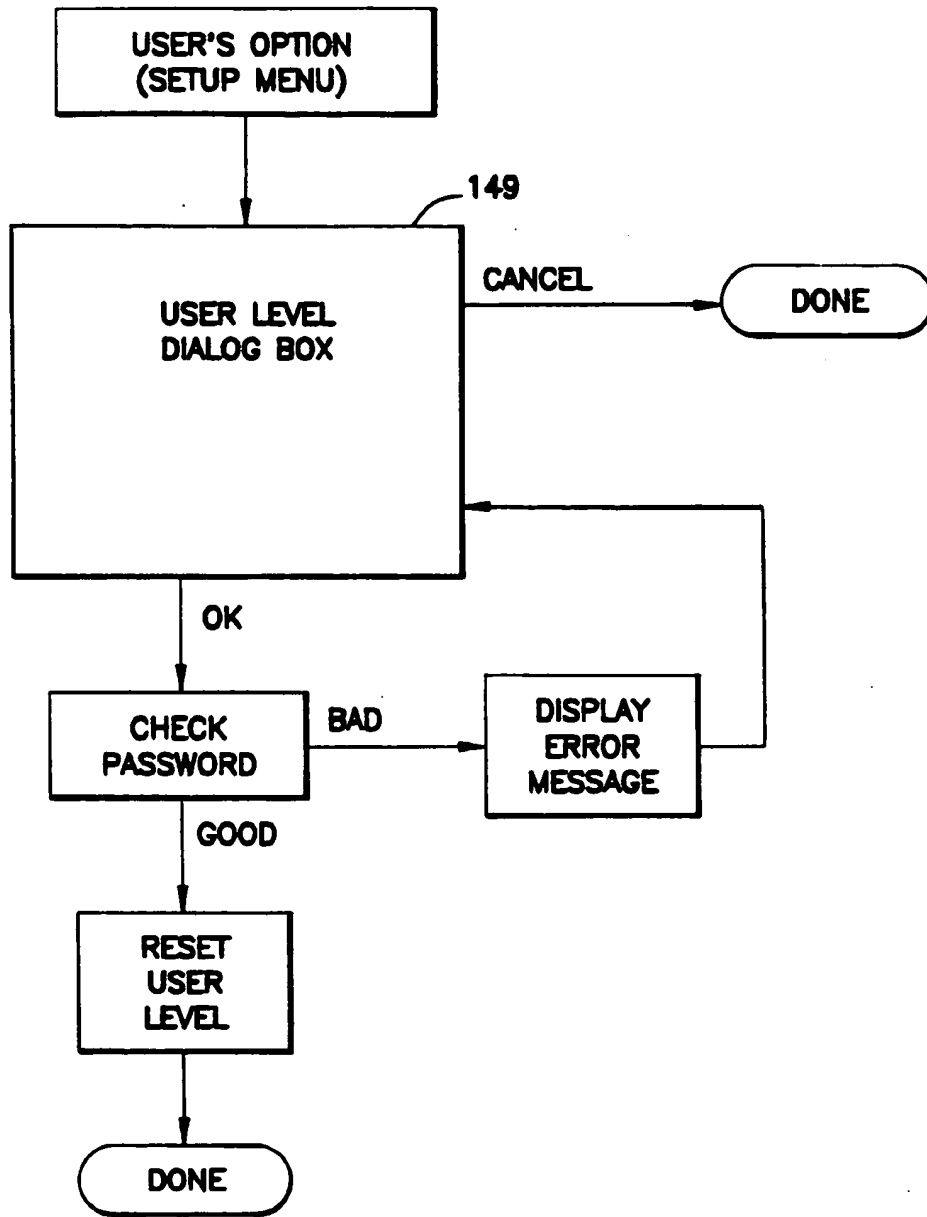 USER'S OPTION
(SETUP MENU)
149
USER LEVEL
DIALOG BOX
CANCEL
DONE
OK
CHECK
PASSWORD
BAD
DISPLAY
ERROR
MESSAGE
GOOD
RESET
USER
LEVEL
DONE